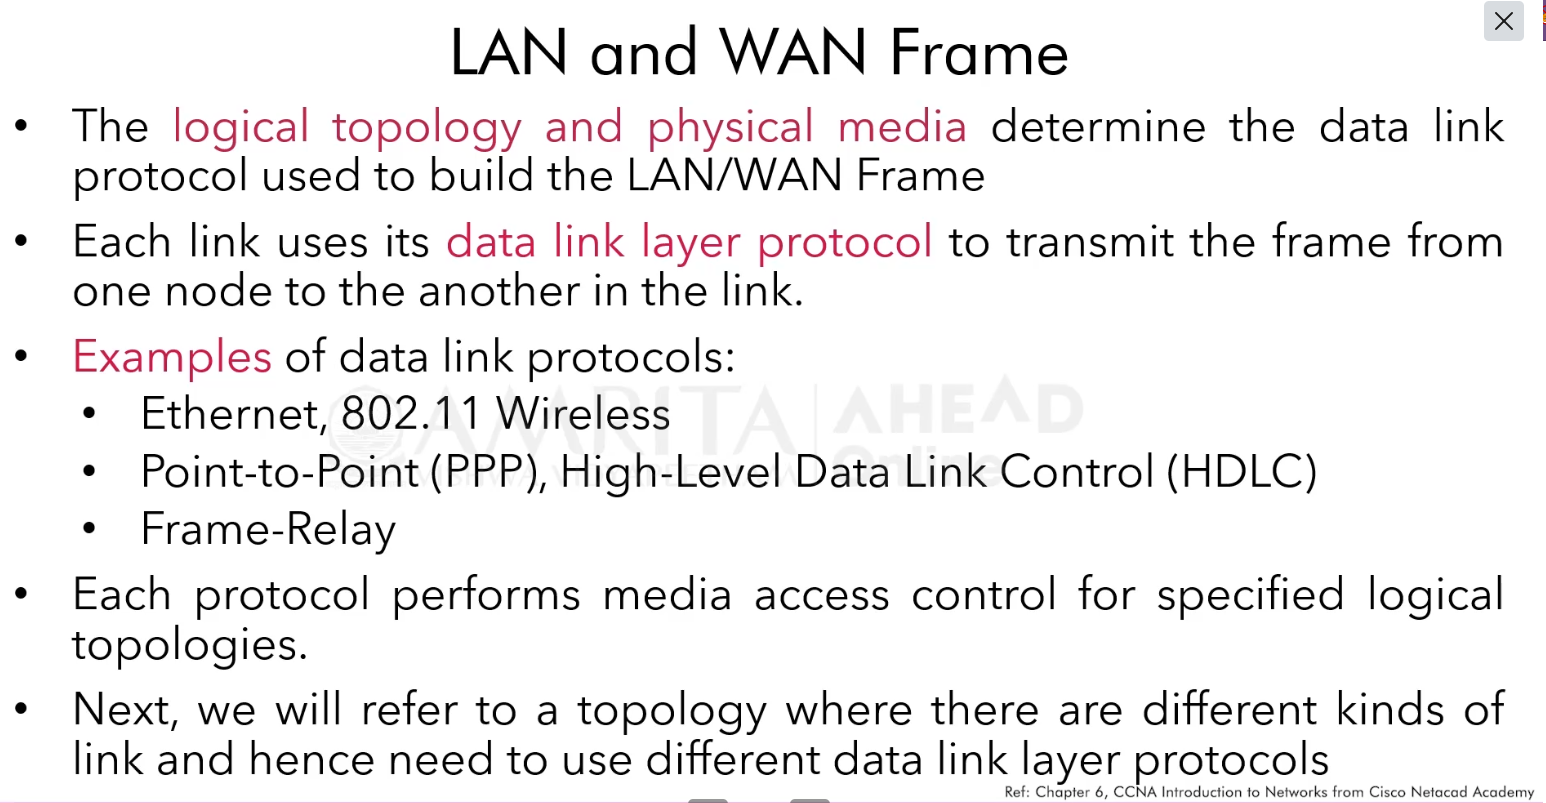 LAN and WAN Frame
• The logical topology and physical media determine the data link
protocol used to build the LAN/WAN Frame
• Each link uses its data link layer protocol to transmit the frame from
one node to the another in the link.
• Examples of data link protocols:
• Ethernet, 802.11 Wireless
• Point-to-Point (PPP), High-Level Data Link Control (HDLC)
• Frame-Relay
AMRITA AHEAD
Online
• Each protocol performs media access control for specified logical
topologies.
• Next, we will refer to a topology where there are different kinds of
link and hence need to use different data link layer protocols
Ref: Chapter 6, CCNA Introduction to Networks from Cisco Netacad Academy